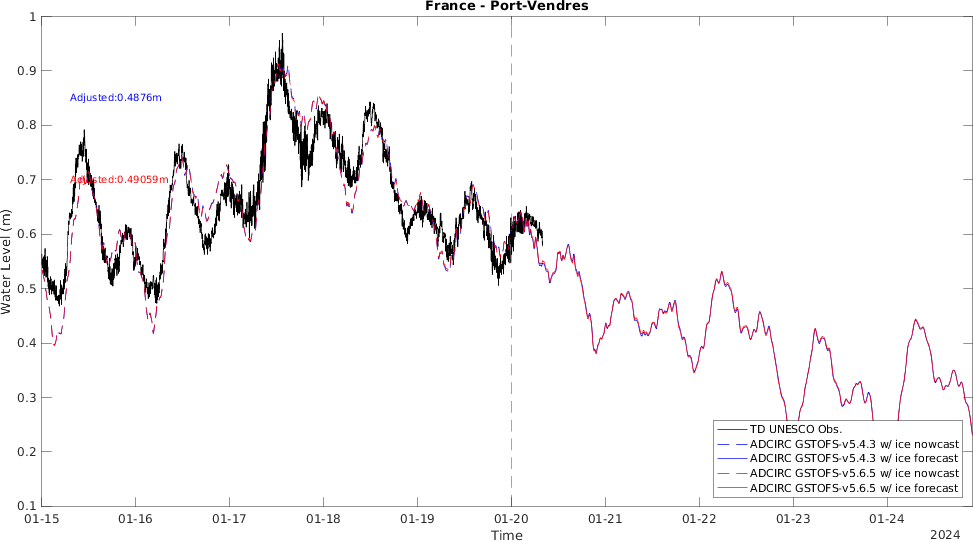 France - Port-Vendres
1
0.9
0.8
0.7
0.6
0.5
0.4
0.3
0.2
0.1
Water Level (m)
Adjusted:0.4876m
Adjusted:0.49059m
TD UNESCO Obs.
ADCIRC GSTOFS-v5.4.3 w/ ice nowcast
ADCIRC GSTOFS-v5.4.3 w/ ice forecast
ADCIRC GSTOFS-v5.6.5 w/ ice nowcast
ADCIRC GSTOFS-v5.6.5 w/ ice forecast
01-15 01-16 01-17 01-18 01-19 01-20 01-21 01-22 01-23 01-24
Time
2024